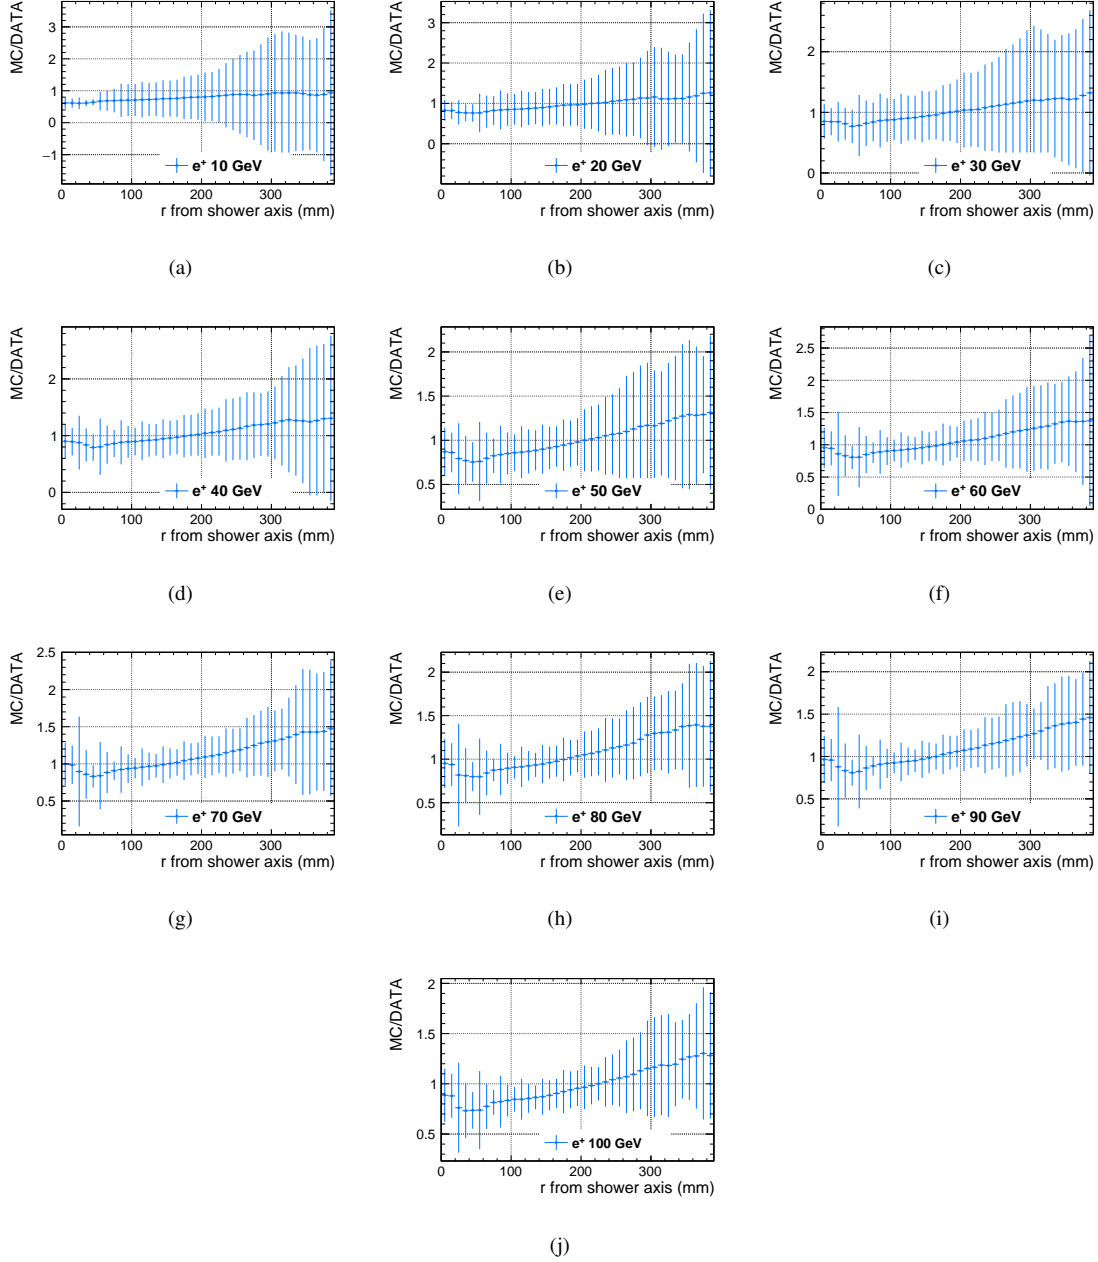 MC/DATA
3
2
1
0
−1
e+ 10 GeV
0 100 200 300
r from shower axis (mm)
(a)
MC/DATA
3
2
1
0
e+ 20 GeV
0 100 200 300
r from shower axis (mm)
(b)
MC/DATA
2
1
0
e+ 30 GeV
0 100 200 300
r from shower axis (mm)
(c)
MC/DATA
2
1
0
e+ 40 GeV
0 100 200 300
r from shower axis (mm)
(d)
MC/DATA
2
1.5
1
0.5
e+ 50 GeV
0 100 200 300
r from shower axis (mm)
(e)
MC/DATA
2.5
2
1.5
1
0.5
0
e+ 60 GeV
0 100 200 300
r from shower axis (mm)
(f)
MC/DATA
2.5
2
1.5
1
0.5
e+ 70 GeV
0 100 200 300
r from shower axis (mm)
(g)
MC/DATA
2
1.5
1
0.5
e+ 80 GeV
0 100 200 300
r from shower axis (mm)
(h)
MC/DATA
2
1.5
1
0.5
e+ 90 GeV
0 100 200 300
r from shower axis (mm)
(i)
MC/DATA
2
1.5
1
0.5
e+ 100 GeV
0 100 200 300
r from shower axis (mm)
(j)